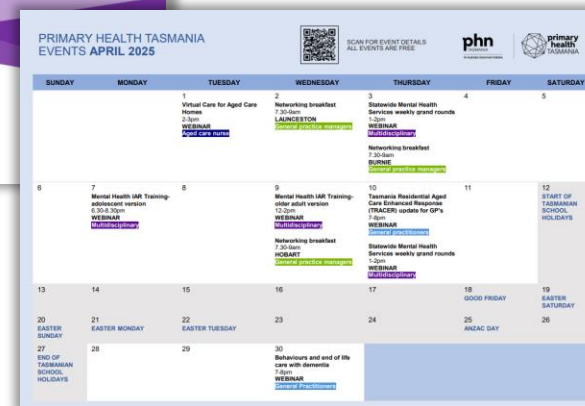 PRIMARY HEALTH TASMANIA
EVENTS APRIL 2025
SCAN FOR EVENT DETAILS
ALL EVENTS ARE FREE
phn
primary
health
TASMANIA
SUNDAY MONDAY TUESDAY WEDNESDAY THURSDAY FRIDAY SATURDAY
1
Virtual Care for Aged Care
Homes
2-3pm
WEBINAR
Aged care nurse
2
Networking breakfast
7.30-9am
LAUNCESTON
General practice managers
3
Statewide Mental Health
Services weekly grand rounds
1-2pm
WEBINAR
Multidisciplinary
Networking breakfast
7.30-9am
BURNIE
General practice managers
4
5
6
7
Mental Health IAR Training-
adolescent version
6.30-8.30pm
WEBINAR
Multidisciplinary
8
9
Mental Health IAR Training-
older adult version
12-2pm
WEBINAR
Multidisciplinary
Networking breakfast
7.30-9am
HOBART
General practice managers
10
Tasmania Residential Aged
Care Enhanced Response
(TRACER) update for GP's
7-8pm
WEBINAR
General practitioners
Statewide Mental Health
Services weekly grand rounds
1-2pm
WEBINAR
Multidisciplinary
11
12
START OF
TASMANIAN
SCHOOL
HOLIDAYS
13
14
15
16
17
18
GOOD FRIDAY
19
EASTER
SATURDAY
20
EASTER
SUNDAY
21
EASTER MONDAY
22
EASTER TUESDAY
23
24
25
ANZAC DAY
26
27
END OF
TASMANIAN
SCHOOL
HOLIDAYS
28
29
30
Behaviours and end of life
care with dementia
7-8pm
WEBINAR
General Practitioners